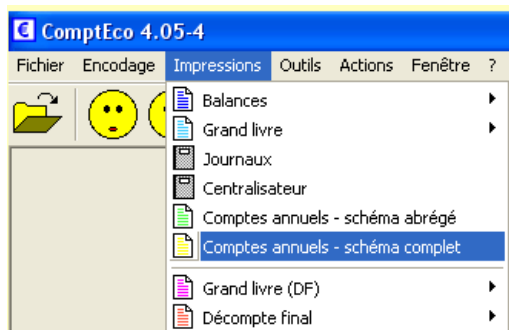 ComptEco 4.05-4
Fichier Encodage Impressions Outils Actions Fenêtre ?
Balances
Grand livre
Journaux
Centralisateur
Comptes annuels - schéma abrégé
Comptes annuels - schéma complet
Grand livre (DF)
Décompte final